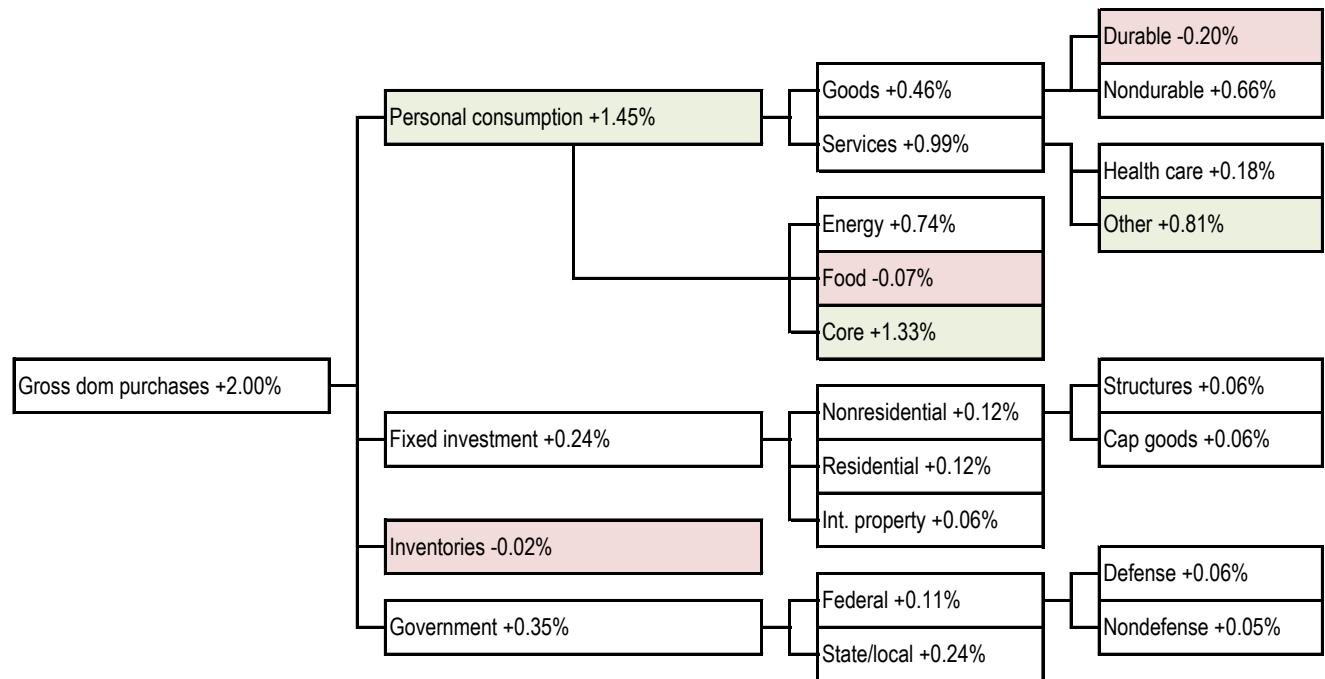 Gross dom purchases +2.00%
Personal consumption +1.45%
Goods +0.46%
Durable -0.20%
Nondurable +0.66%
Services +0.99%
Health care +0.18%
Other +0.81%
Energy +0.74%
Food -0.07%
Core +1.33%
Fixed investment +0.24%
Nonresidential +0.12%
Structures +0.06%
Cap goods +0.06%
Residential +0.12%
Int. property +0.06%
Inventories -0.02%
Government +0.35%
Federal +0.11%
Defense +0.06%
Nondefense +0.05%
State/local +0.24%